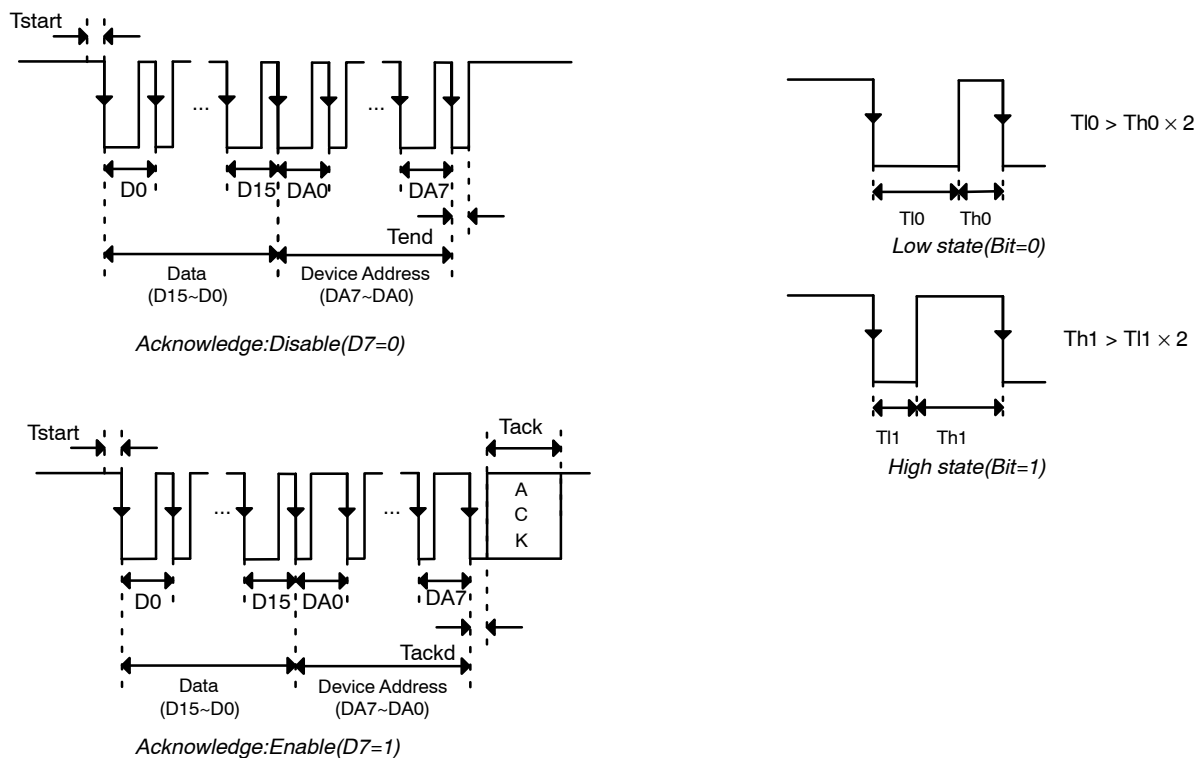 Tstart
...
...
D0
D15
DA0
DA7
Tend
Data
(D15~D0)
Device Address
(DA7~DA0)
Acknowledge:Disable(D7=0)
Tl0 > Th0 × 2
Tl0
Th0
Low state(Bit=0)
Th1 > Tl1 × 2
Tl1
Th1
High state(Bit=1)
Tstart
Tack
...
...
A
C
K
D0
D15
DA0
DA7
Tackd
Data
(D15~D0)
Device Address
(DA7~DA0)
Acknowledge:Enable(D7=1)